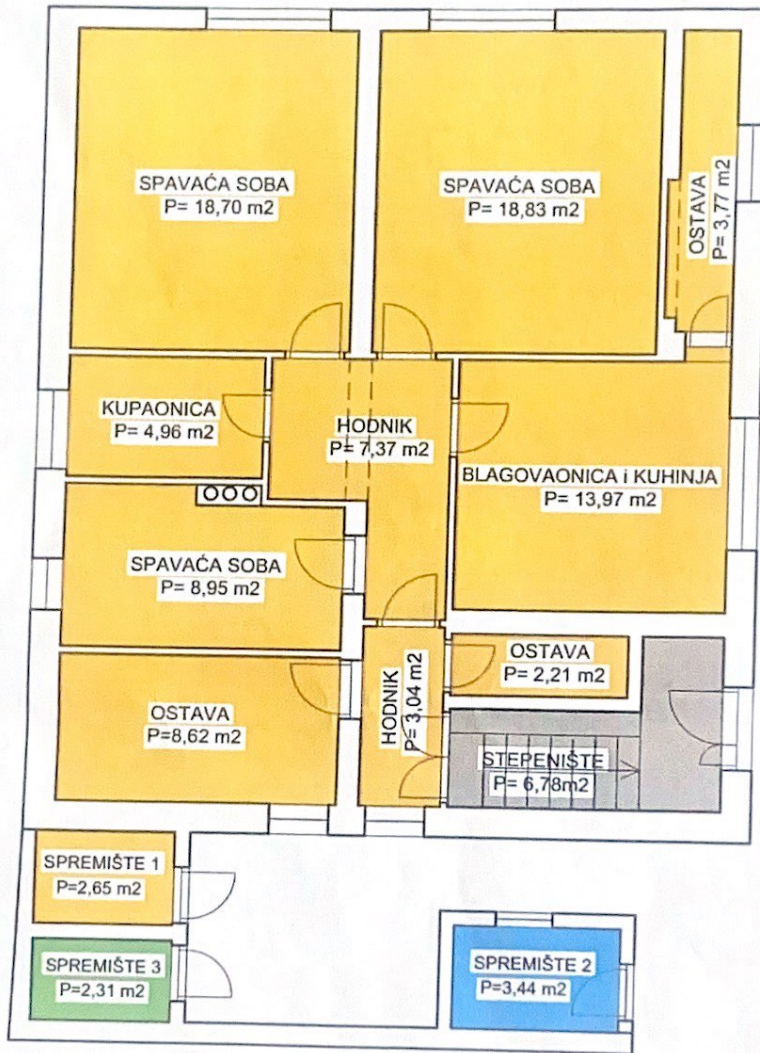 SPAVAĆA SOBA
P= 18,70 m2
SPAVAĆA SOBA
P= 18,83 m2
OSTAVA
P= 3,77 m2
KUPAONICA
P= 4,96 m2
HODNIK
P= 7,37 m2
BLAGOVAONICA i KUHINJA
P= 13,97 m2
SPAVAĆA SOBA
P= 8,95 m2
OSTAVA
P= 2,21 m2
OSTAVA
P=8,62 m2
HODNIK
P= 3,04 m2
STEPENIŠTE
P= 6,78m2
SPREMIŠTE 1
P=2,65 m2
SPREMIŠTE 3
P=2,31 m2
SPREMIŠTE 2
P=3,44 m2